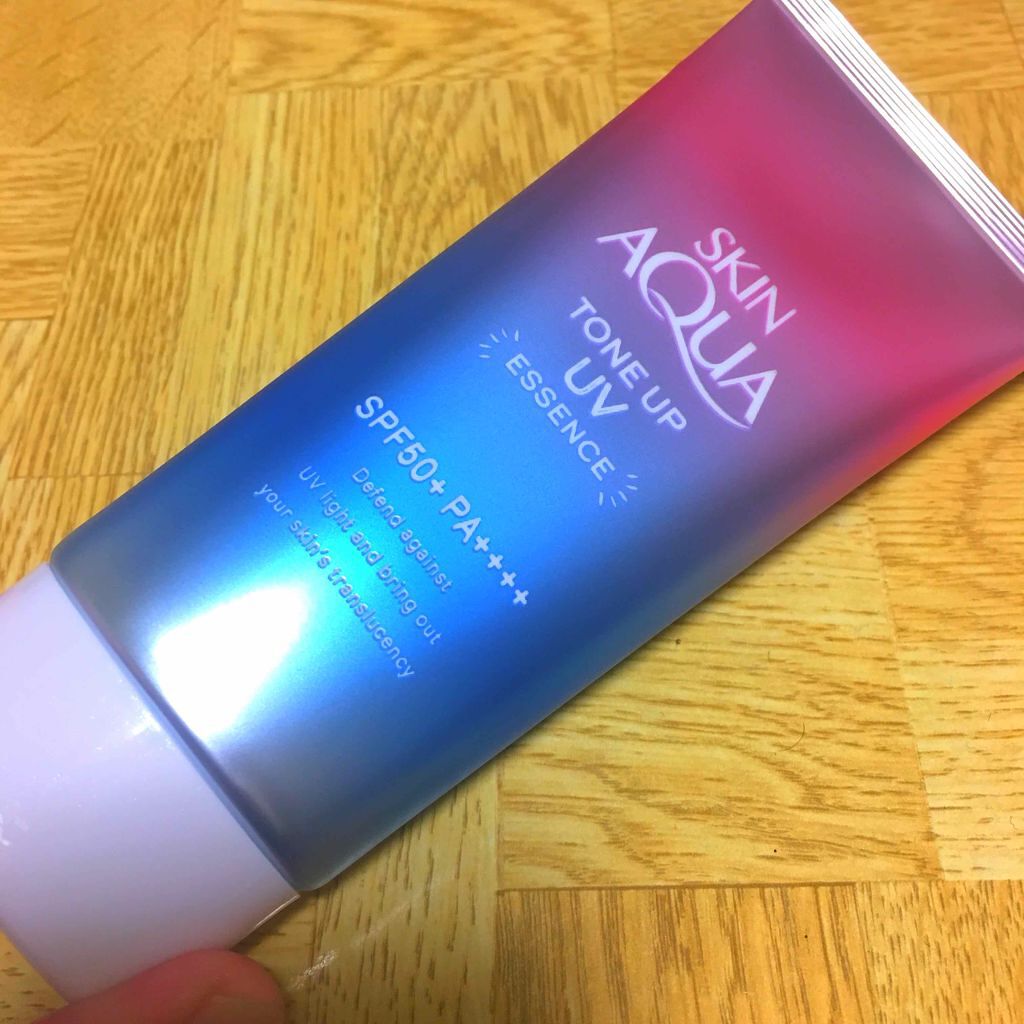 SKIN
AQUA
TONE UP
UV
ESSENCE
SPF50+ PA++++
Defend against
UV light and bring out
your skin's translucency